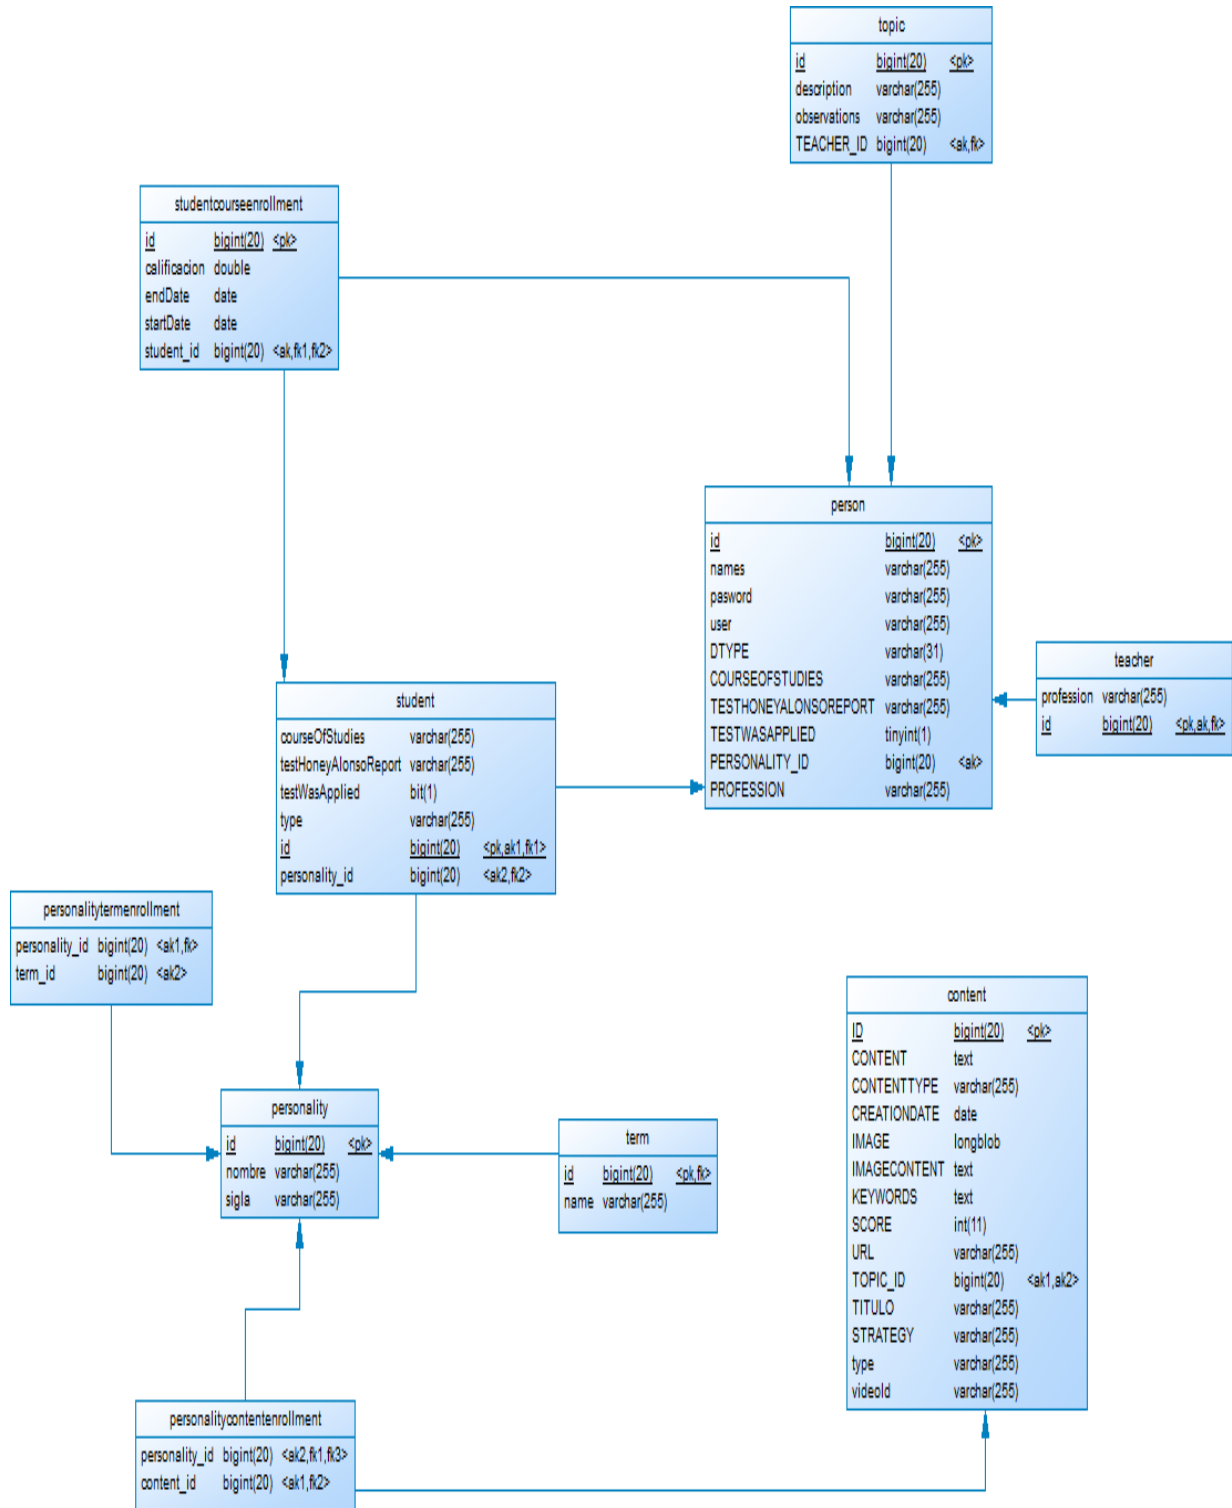 topic
id bigint(20) <pk>
description varchar(255)
observations varchar(255)
TEACHER_ID bigint(20) <ak,fk>
studentcourseenrollment
id bigint(20) <pk>
calificacion double
endDate date
startDate date
student_id bigint(20) <ak,fk1,fk2>
person
id bigint(20) <pk>
names varchar(255)
pasword varchar(255)
user varchar(255)
DTYPE varchar(31)
COURSEOFSTUDIES varchar(255)
TESTHONEYALONSOREPORT varchar(255)
TESTWASAPPLIED tinyint(1)
PERSONALITY_ID bigint(20) <ak>
PROFESSION varchar(255)
teacher
profession varchar(255)
id bigint(20) <pk,ak,fk>
student
courseOfStudies varchar(255)
testHoneyAlonsoReport varchar(255)
testWasApplied bit(1)
type varchar(255)
id bigint(20) <pk,ak1,fk1>
personality_id bigint(20) <ak2,fk2>
personalitytermenrollment
personality_id bigint(20) <ak1,fk>
term_id bigint(20) <ak2>
content
ID bigint(20) <pk>
CONTENT text
CONTENTTYPE varchar(255)
CREATIONDATE date
IMAGE longblob
IMAGECONTENT text
KEYWORDS text
SCORE int(11)
URL varchar(255)
TOPIC_ID bigint(20) <ak1,ak2>
TITULO varchar(255)
STRATEGY varchar(255)
type varchar(255)
videoId varchar(255)
personality
id bigint(20) <pk>
nombre varchar(255)
sigla varchar(255)
term
id bigint(20) <pk,fk>
name varchar(255)
personalitycontentenrollment
personality_id bigint(20) <ak2,fk1,fk3>
content_id bigint(20) <ak1,fk2>